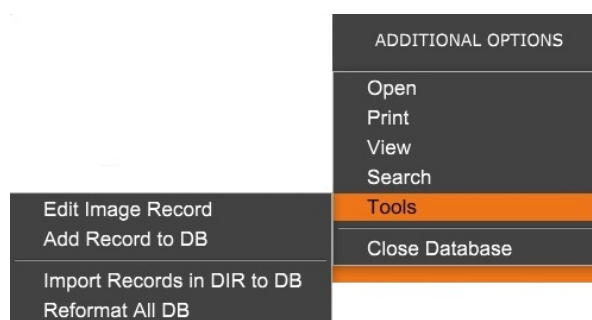 ADDITIONAL OPTIONS
Open
Print
View
Search
Tools
Close Database
Edit Image Record
Add Record to DB
Import Records in DIR to DB
Reformat All DB